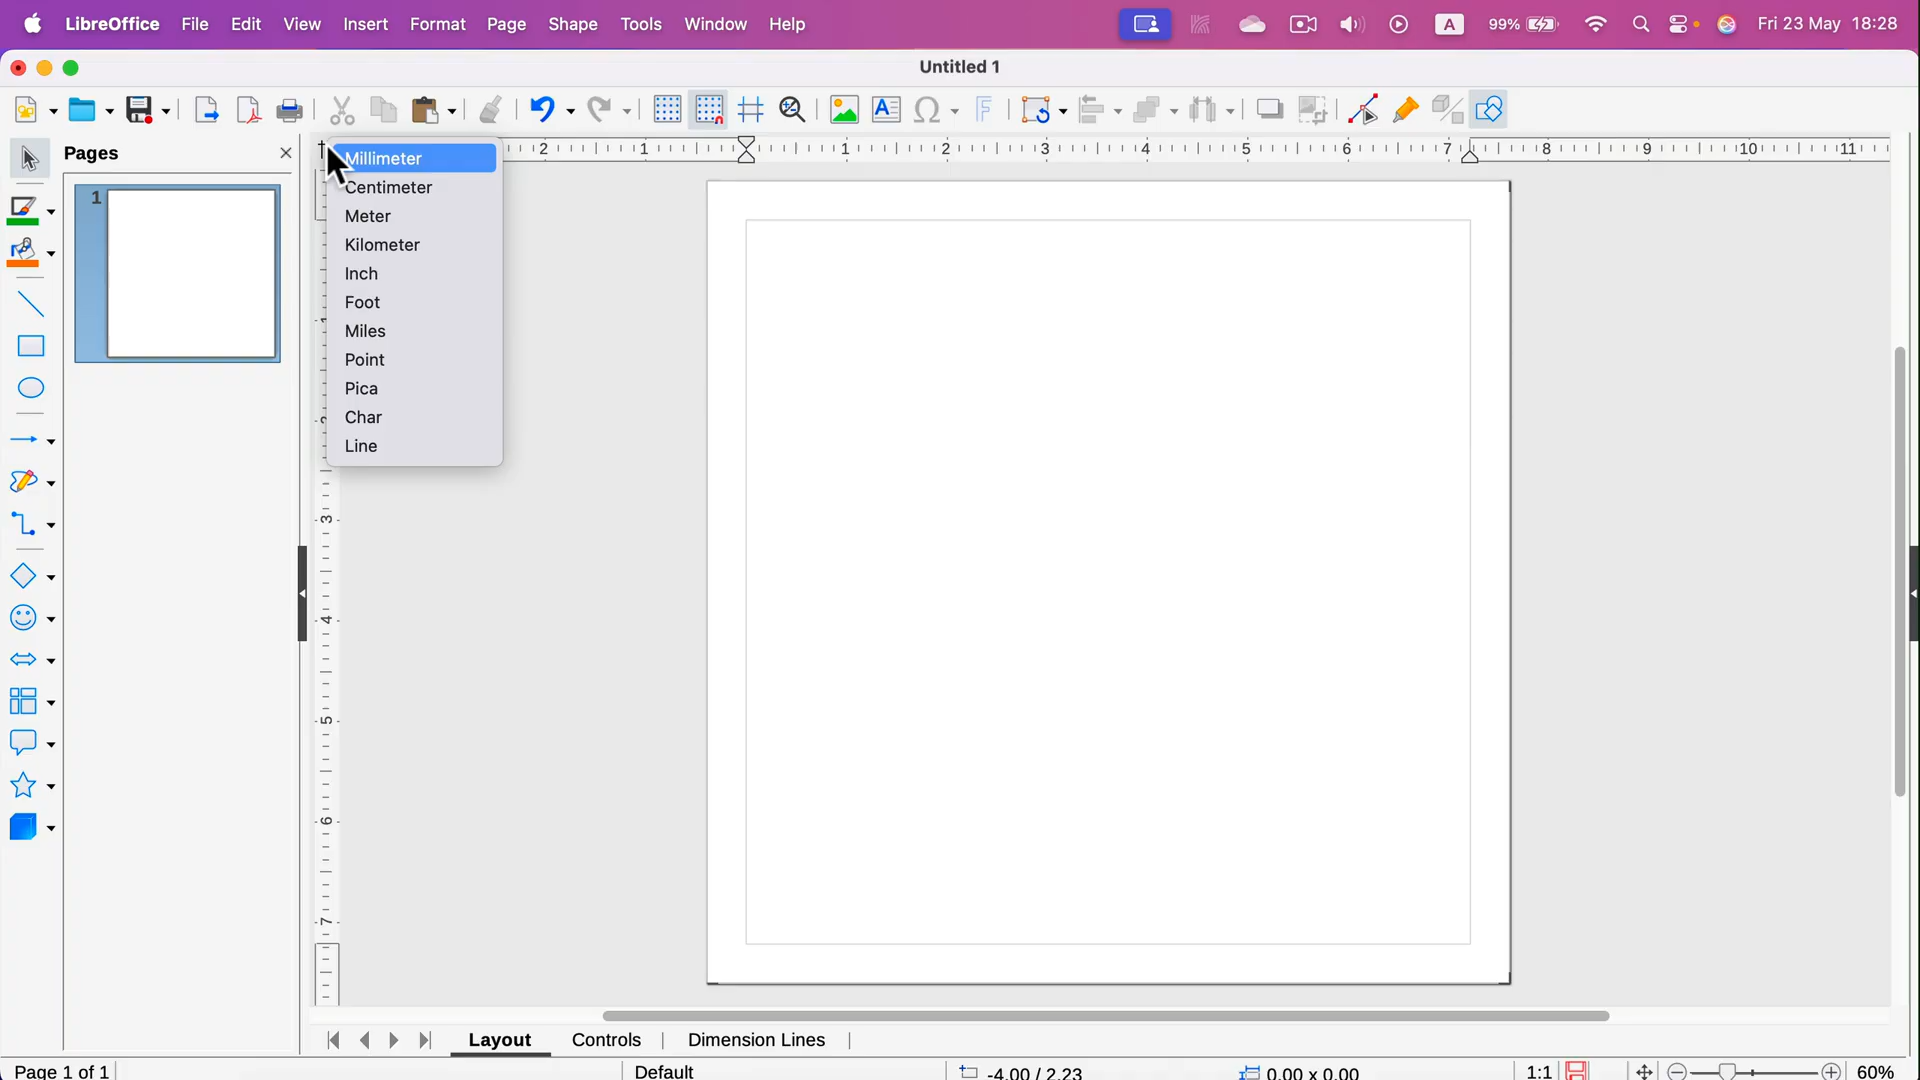 LibreOffice File Edit View Insert Format Page Shape Tools Window Help A 99% Fri 23 May 18:28
Untitled 1
Pages
1
2 1 1 2 3 4 5 6 7 8 9 10 11
Millimeter
Centimeter
Meter
Kilometer
Inch
Foot
Miles
Point
Pica
Char
Line
1
2
3
4
5
6
7
Layout Controls Dimension Lines
Page 1 of 1 Default -4.00 / 2.23 0.00 x 0.00 1:1 60%